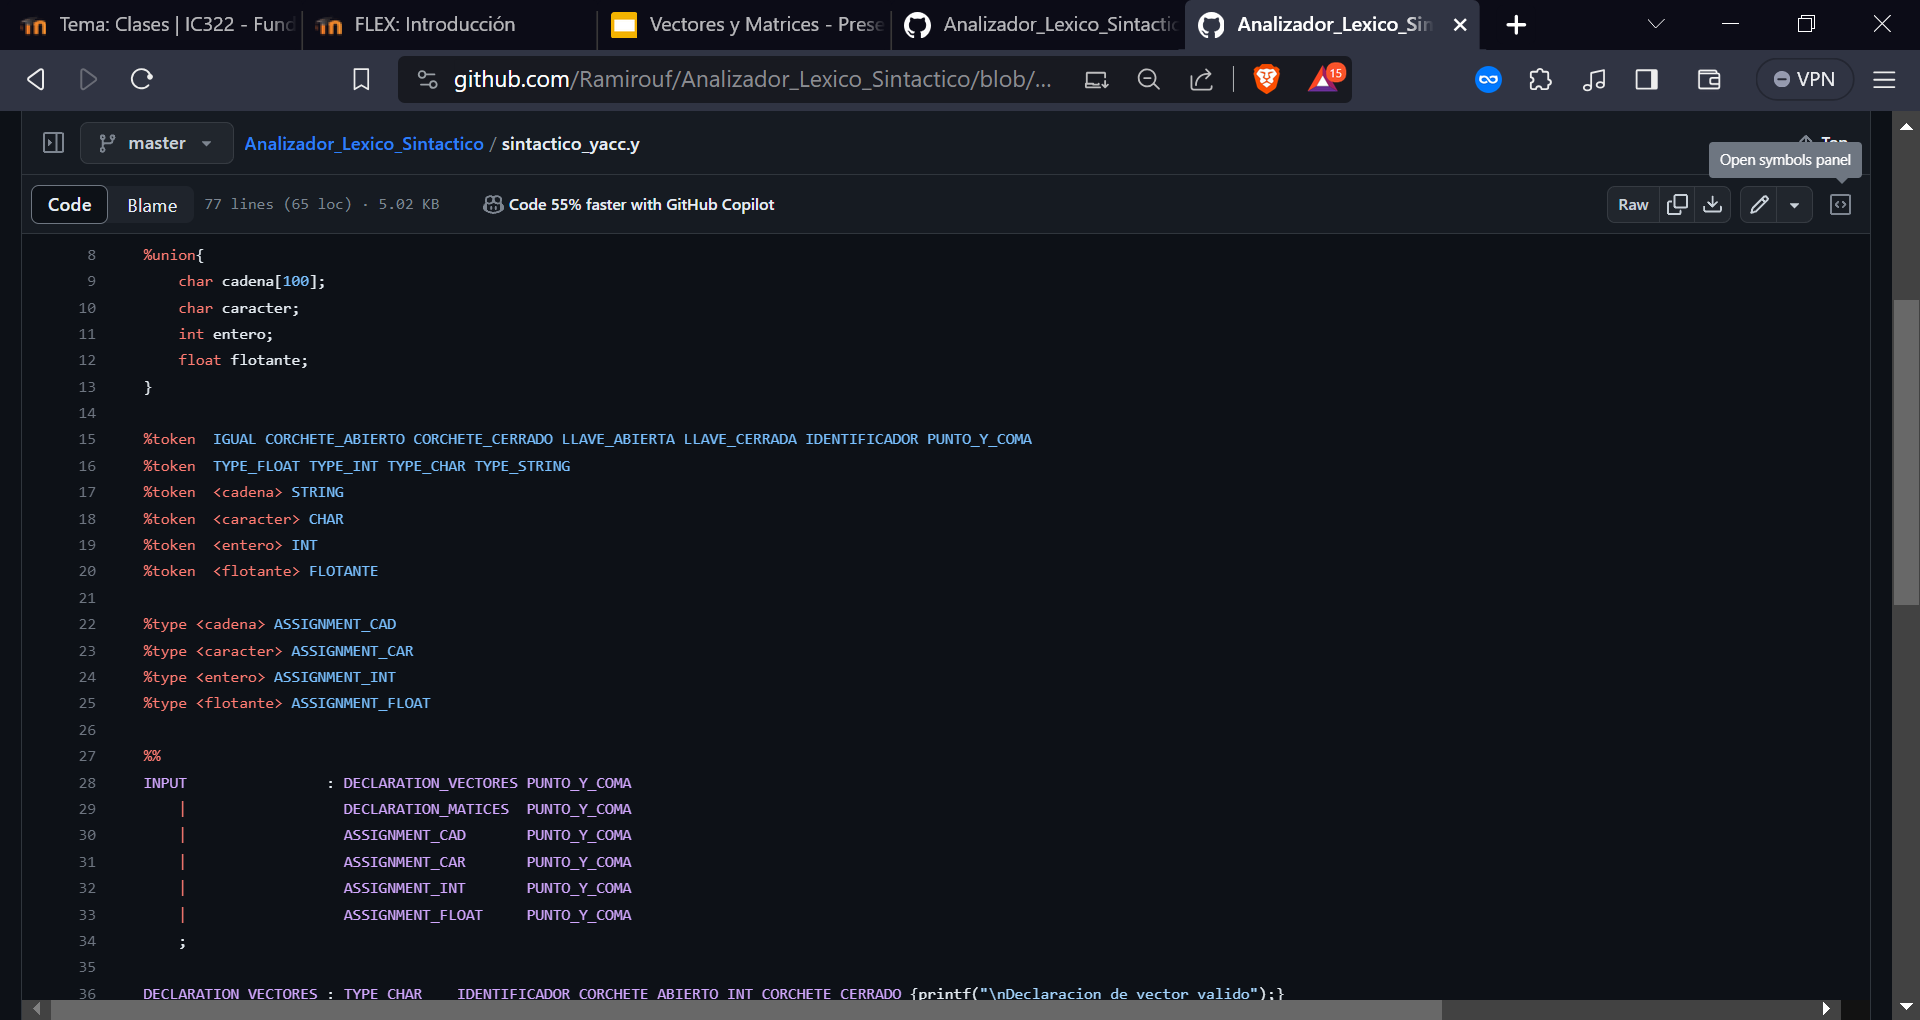 Tema: Clases | IC322 - Fund
FLEX: Introducción
Vectores y Matrices - Prese
Analizador_Lexico_Sintactic
Analizador_Lexico_Sin
github.com/Ramirouf/Analizador_Lexico_Sintactico/blob/...
15
VPN
master
Analizador_Lexico_Sintactico / sintactico_yacc.y
Top
Open symbols panel
Code
Blame
77 lines (65 loc) · 5.02 KB
Code 55% faster with GitHub Copilot
Raw
8 %union{
9 char cadena[100];
10 char caracter;
11 int entero;
12 float flotante;
13 }
14
15 %token IGUAL CORCHETE_ABIERTO CORCHETE_CERRADO LLAVE_ABIERTA LLAVE_CERRADA IDENTIFICADOR PUNTO_Y_COMA
16 %token TYPE_FLOAT TYPE_INT TYPE_CHAR TYPE_STRING
17 %token <cadena> STRING
18 %token <caracter> CHAR
19 %token <entero> INT
20 %token <flotante> FLOTANTE
21
22 %type <cadena> ASSIGNMENT_CAD
23 %type <caracter> ASSIGNMENT_CAR
24 %type <entero> ASSIGNMENT_INT
25 %type <flotante> ASSIGNMENT_FLOAT
26
27 %%
28 INPUT : DECLARATION_VECTORES PUNTO_Y_COMA
29 | DECLARATION_MATICES PUNTO_Y_COMA
30 | ASSIGNMENT_CAD PUNTO_Y_COMA
31 | ASSIGNMENT_CAR PUNTO_Y_COMA
32 | ASSIGNMENT_INT PUNTO_Y_COMA
33 | ASSIGNMENT_FLOAT PUNTO_Y_COMA
34 ;
35
36 DECLARATION_VECTORES : TYPE_CHAR IDENTIFICADOR CORCHETE_ABIERTO INT CORCHETE_CERRADO {printf("\nDeclaracion de vector valido");}